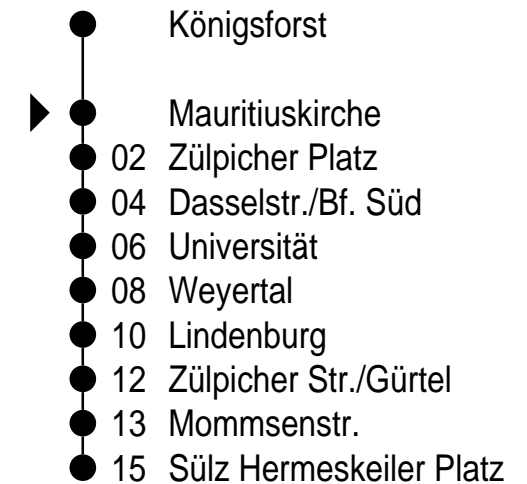 Königsforst
Mauritiuskirche
02 Zülpicher Platz
04 Dasselstr./Bf. Süd
06 Universität
08 Weyertal
10 Lindenburg
12 Zülpicher Str./Gürtel
13 Mommsenstr.
15 Sülz Hermeskeiler Platz